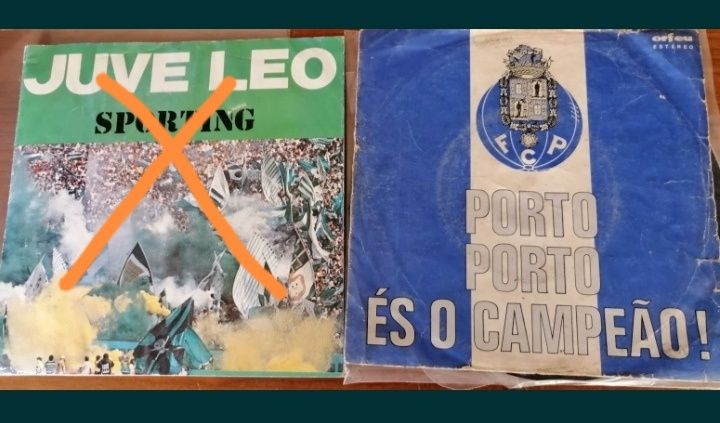 JUVE LEO
SPORTING
orfeu
ESTEREO
FCP
PORTO
PORTO
ÉS O CAMPEÃO!